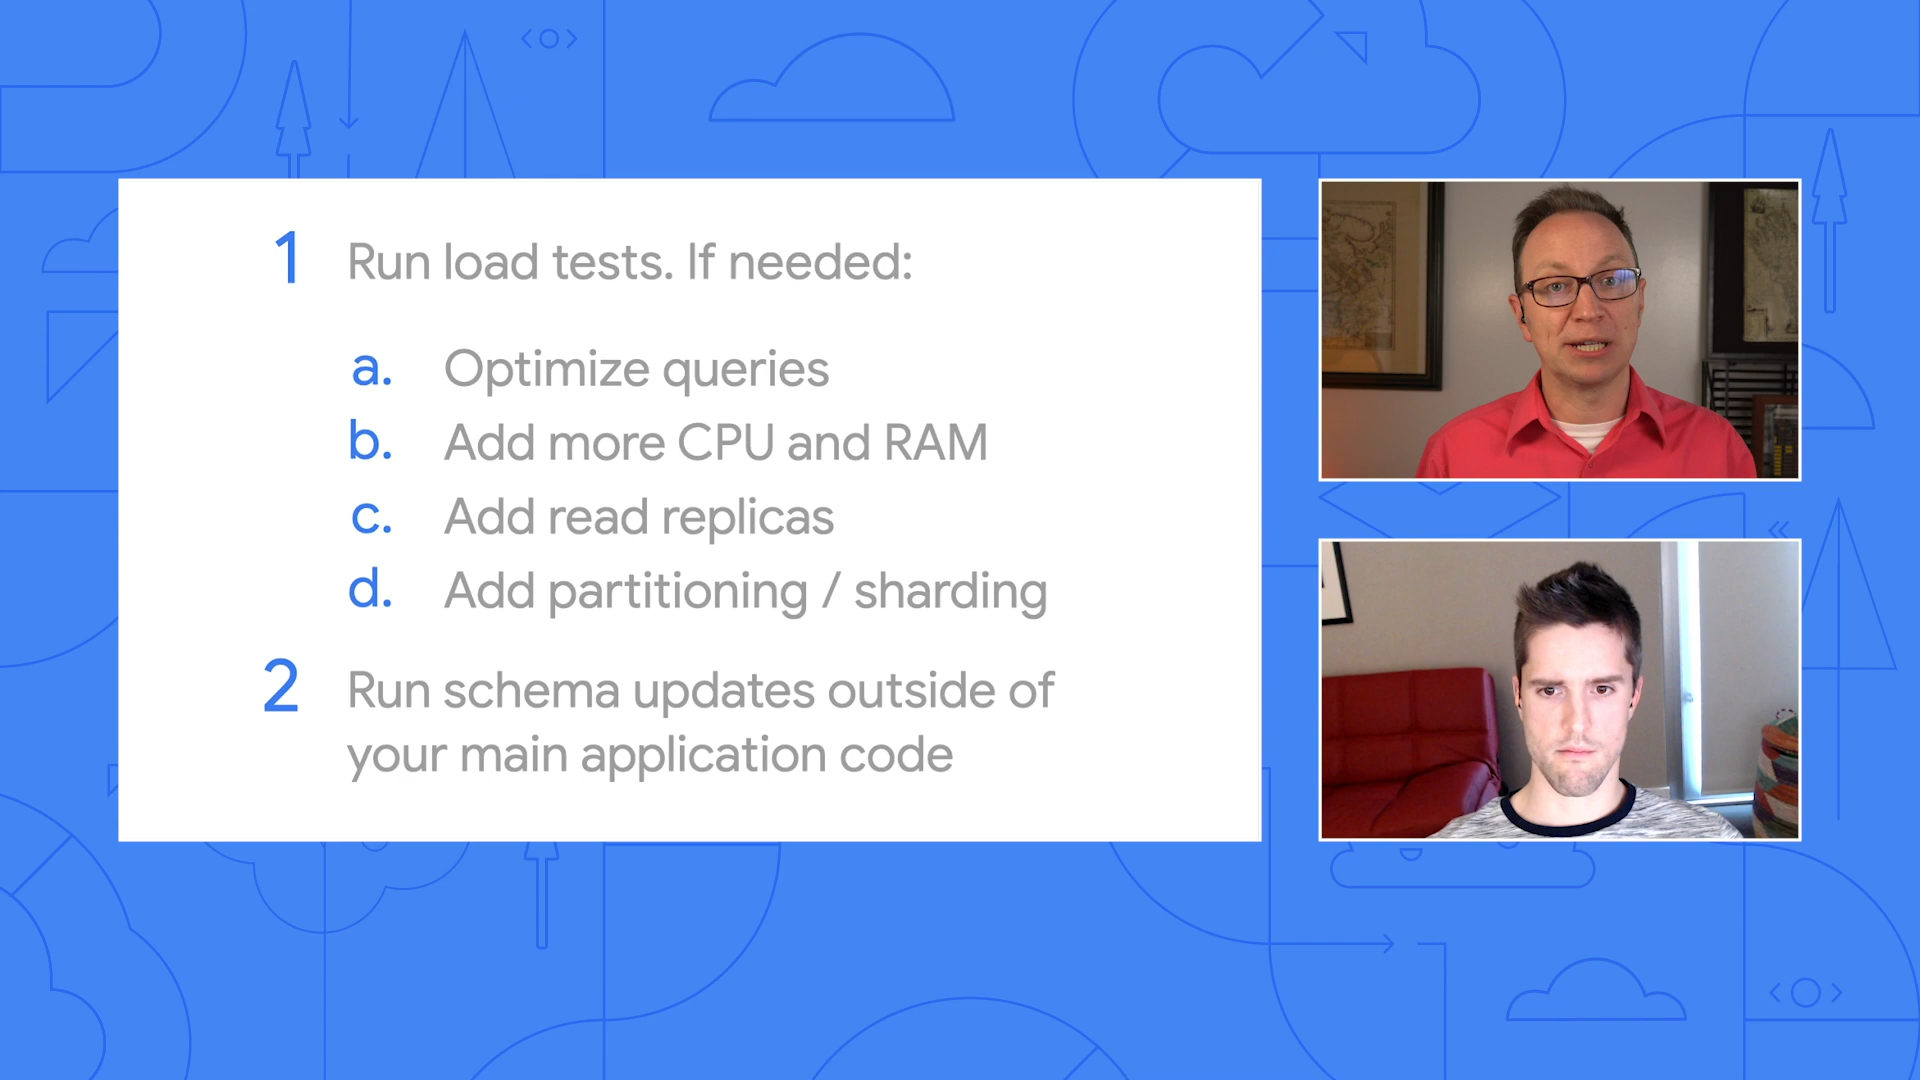 1 Run load tests. If needed:
a. Optimize queries
b. Add more CPU and RAM
c. Add read replicas
d. Add partitioning / sharding
2 Run schema updates outside of
your main application code